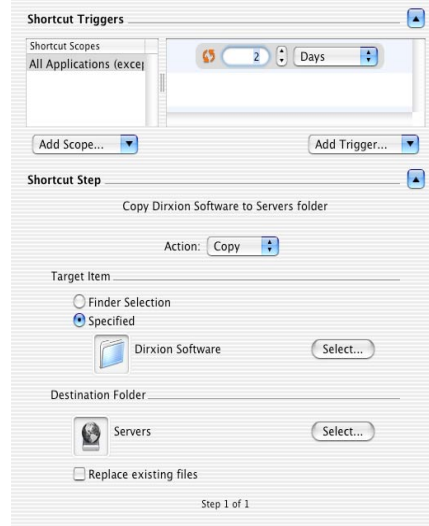 Shortcut Triggers
Shortcut Scopes
All Applications (excep
2 Days
Add Scope... Add Trigger...
Shortcut Step
Copy Dirxion Software to Servers folder
Action: Copy
Target Item
Finder Selection
Specified
Dirxion Software Select...
Destination Folder
Servers Select...
Replace existing files
Step 1 of 1